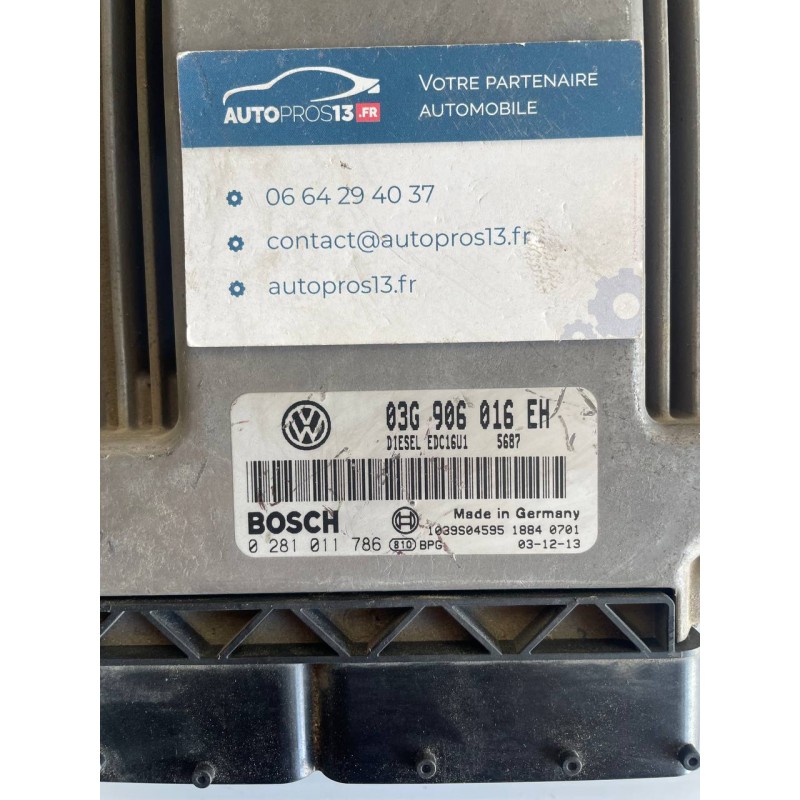 VOTRE PARTENAIRE
AUTOMOBILE
AUTOPROS13.FR
06 64 29 40 37
contact@autopros13.fr
autopros13.fr
03G 906 016 EH
DIESEL EDC16U1 5687
BOSCH
Made in Germany
1039S04595 1884 0701
0 281 011 786 810 BPG 03-12-13